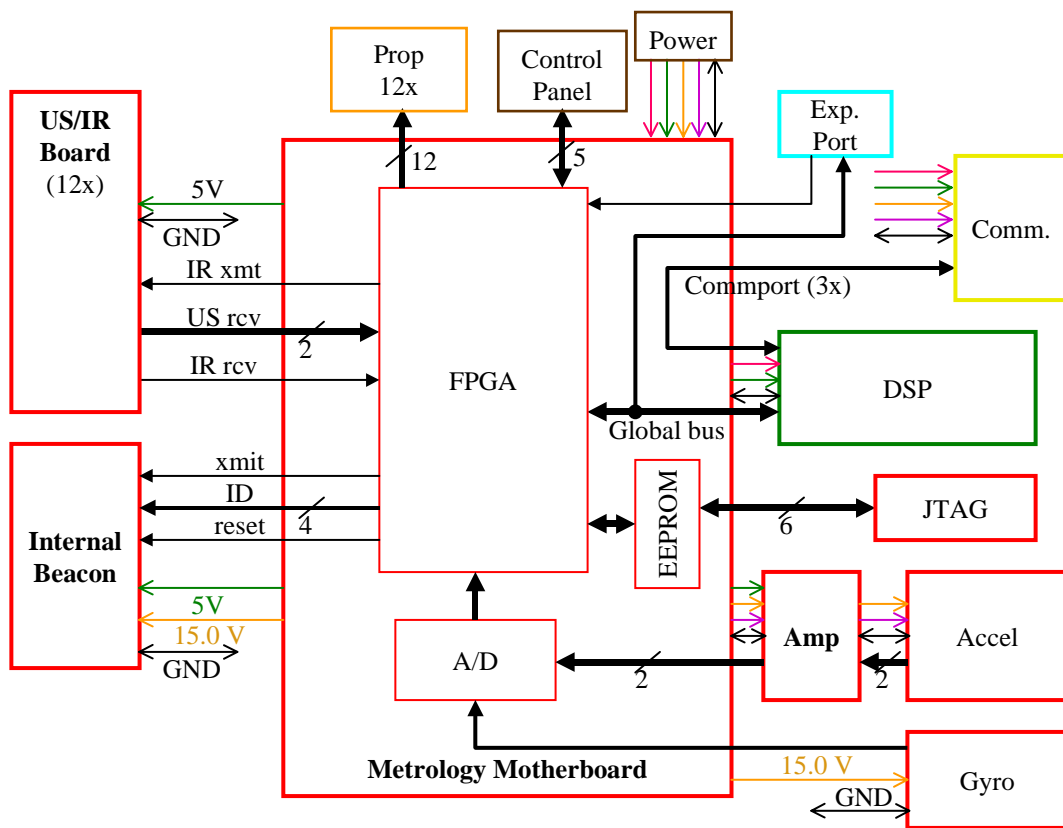 Prop
12x
Control
Panel
Power
US/IR
Board
(12x)
Exp.
Port
12
5
5V
GND
Comm.
IR xmt
Commport (3x)
US rcv
2
IR rcv
FPGA
DSP
Global bus
xmit
ID
4
reset
EEPROM
6
JTAG
Internal
Beacon
5V
15.0 V
GND
A/D
2
Amp
2
Accel
Metrology Motherboard
15.0 V
GND
Gyro